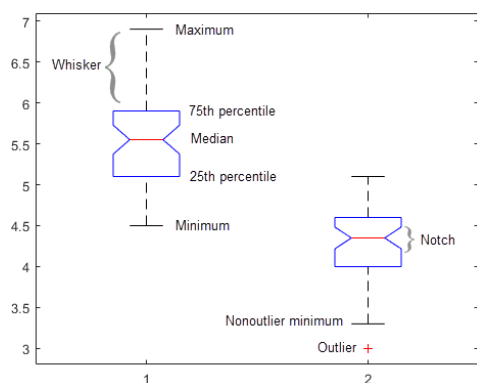 7
Maximum
6.5
Whisker
6
75th percentile
5.5
Median
5
25th percentile
4.5
Minimum
Notch
4
3.5
Nonoutlier minimum
3
Outlier
1
2